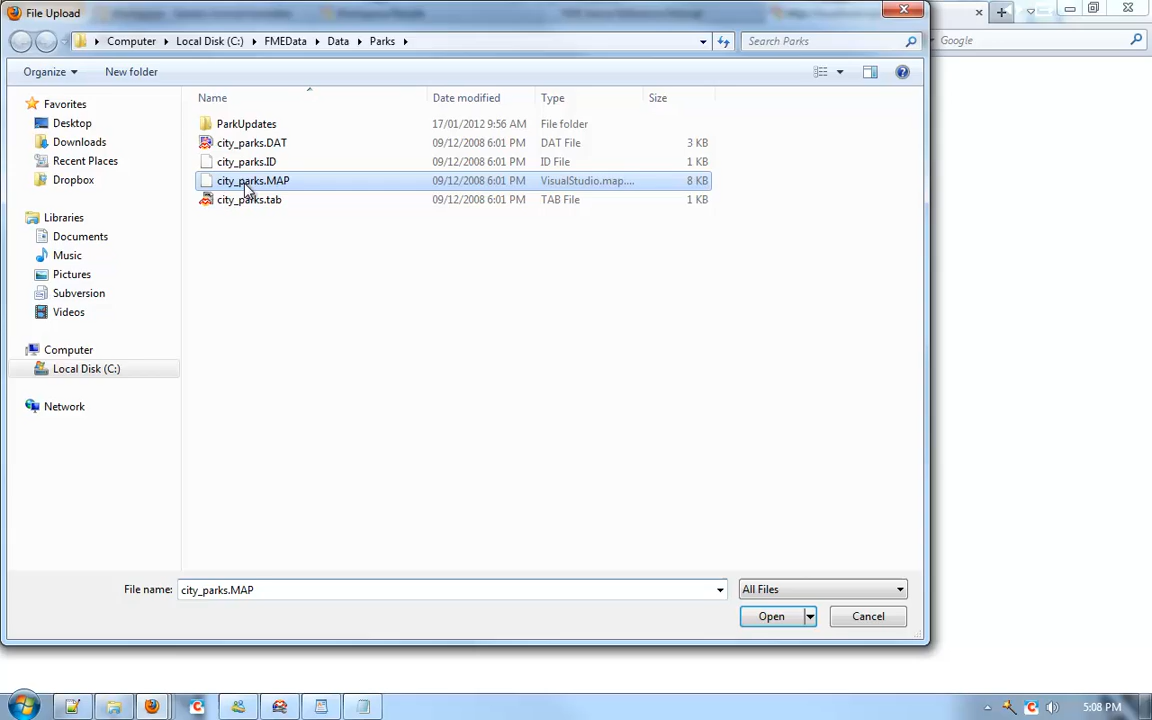 File Upload
Computer Local Disk (C:) FMEData Data Parks
Search Parks
Google
Organize New folder
Name Date modified Type Size
Favorites
Desktop
Downloads
Recent Places
Dropbox
Libraries
Documents
Music
Pictures
Subversion
Videos
Computer
Local Disk (C:)
Network
ParkUpdates 17/01/2012 9:56 AM File folder
city_parks.DAT 09/12/2008 6:01 PM DAT File 3 KB
city_parks.ID 09/12/2008 6:01 PM ID File 1 KB
city_parks.MAP 09/12/2008 6:01 PM VisualStudio.map.... 8 KB
city_parks.tab 09/12/2008 6:01 PM TAB File 1 KB
File name: city_parks.MAP All Files
Open Cancel
5:08 PM